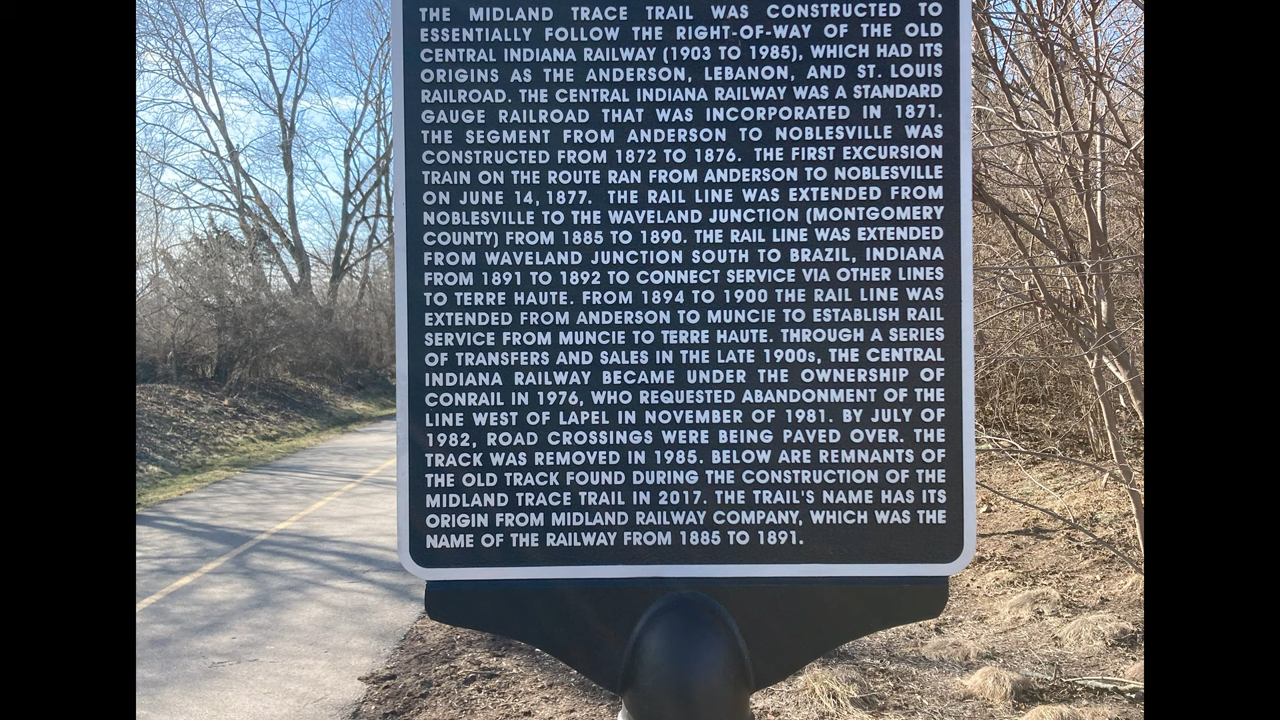 THE MIDLAND TRACE TRAIL WAS CONSTRUCTED TO
ESSENTIALLY FOLLOW THE RIGHT-OF-WAY OF THE OLD
CENTRAL INDIANA RAILWAY (1903 TO 1985), WHICH HAD ITS
ORIGINS AS THE ANDERSON, LEBANON, AND ST. LOUIS
RAILROAD. THE CENTRAL INDIANA RAILWAY WAS A STANDARD
GAUGE RAILROAD THAT WAS INCORPORATED IN 1871.
THE SEGMENT FROM ANDERSON TO NOBLESVILLE WAS
CONSTRUCTED FROM 1872 TO 1876. THE FIRST EXCURSION
TRAIN ON THE ROUTE RAN FROM ANDERSON TO NOBLESVILLE
ON JUNE 14, 1877. THE RAIL LINE WAS EXTENDED FROM
NOBLESVILLE TO THE WAVELAND JUNCTION (MONTGOMERY
COUNTY) FROM 1885 TO 1890. THE RAIL LINE WAS EXTENDED
FROM WAVELAND JUNCTION SOUTH TO BRAZIL, INDIANA
FROM 1891 TO 1892 TO CONNECT SERVICE VIA OTHER LINES
TO TERRE HAUTE. FROM 1894 TO 1900 THE RAIL LINE WAS
EXTENDED FROM ANDERSON TO MUNCIE TO ESTABLISH RAIL
SERVICE FROM MUNCIE TO TERRE HAUTE. THROUGH A SERIES
OF TRANSFERS AND SALES IN THE LATE 1900s, THE CENTRAL
INDIANA RAILWAY BECAME UNDER THE OWNERSHIP OF
CONRAIL IN 1976, WHO REQUESTED ABANDONMENT OF THE
LINE WEST OF LAPEL IN NOVEMBER OF 1981. BY JULY OF
1982, ROAD CROSSINGS WERE BEING PAVED OVER. THE
TRACK WAS REMOVED IN 1985. BELOW ARE REMNANTS OF
THE OLD TRACK FOUND DURING THE CONSTRUCTION OF THE
MIDLAND TRACE TRAIL IN 2017. THE TRAIL'S NAME HAS ITS
ORIGIN FROM MIDLAND RAILWAY COMPANY, WHICH WAS THE
NAME OF THE RAILWAY FROM 1885 TO 1891.